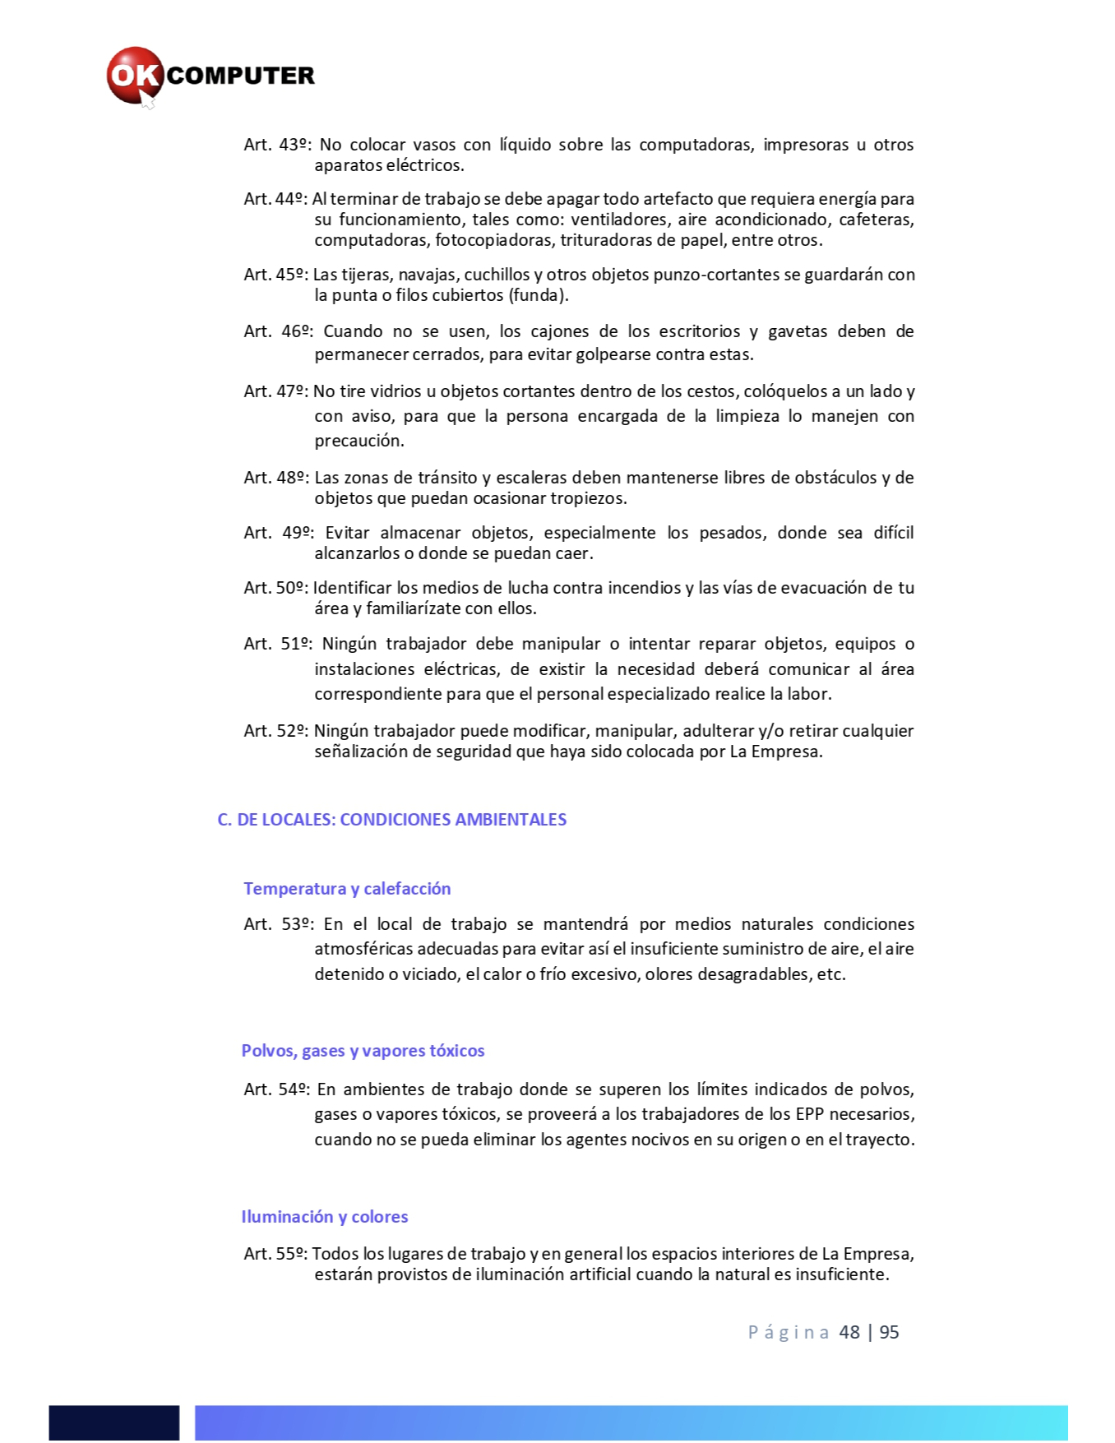 OK COMPUTER
Art. 43º: No colocar vasos con líquido sobre las computadoras, impresoras u otros
aparatos eléctricos.
Art. 44º: Al terminar de trabajo se debe apagar todo artefacto que requiera energía para
su funcionamiento, tales como: ventiladores, aire acondicionado, cafeteras,
computadoras, fotocopiadoras, trituradoras de papel, entre otros.
Art. 45º: Las tijeras, navajas, cuchillos y otros objetos punzo-cortantes se guardarán con
la punta o filos cubiertos (funda).
Art. 46º: Cuando no se usen, los cajones de los escritorios y gavetas deben de
permanecer cerrados, para evitar golpearse contra estas.
Art. 47º: No tire vidrios u objetos cortantes dentro de los cestos, colóquelos a un lado y
con aviso, para que la persona encargada de la limpieza lo manejen con
precaución.
Art. 48º: Las zonas de tránsito y escaleras deben mantenerse libres de obstáculos y de
objetos que puedan ocasionar tropiezos.
Art. 49º: Evitar almacenar objetos, especialmente los pesados, donde sea difícil
alcanzarlos o donde se puedan caer.
Art. 50º: Identificar los medios de lucha contra incendios y las vías de evacuación de tu
área y familiarízate con ellos.
Art. 51º: Ningún trabajador debe manipular o intentar reparar objetos, equipos o
instalaciones eléctricas, de existir la necesidad deberá comunicar al área
correspondiente para que el personal especializado realice la labor.
Art. 52º: Ningún trabajador puede modificar, manipular, adulterar y/o retirar cualquier
señalización de seguridad que haya sido colocada por La Empresa.
C. DE LOCALES: CONDICIONES AMBIENTALES
Temperatura y calefacción
Art. 53º: En el local de trabajo se mantendrá por medios naturales condiciones
atmosféricas adecuadas para evitar así el insuficiente suministro de aire, el aire
detenido o viciado, el calor o frío excesivo, olores desagradables, etc.
Polvos, gases y vapores tóxicos
Art. 54º: En ambientes de trabajo donde se superen los límites indicados de polvos,
gases o vapores tóxicos, se proveerá a los trabajadores de los EPP necesarios,
cuando no se pueda eliminar los agentes nocivos en su origen o en el trayecto.
Iluminación y colores
Art. 55º: Todos los lugares de trabajo y en general los espacios interiores de La Empresa,
estarán provistos de iluminación artificial cuando la natural es insuficiente.
Página 48 | 95